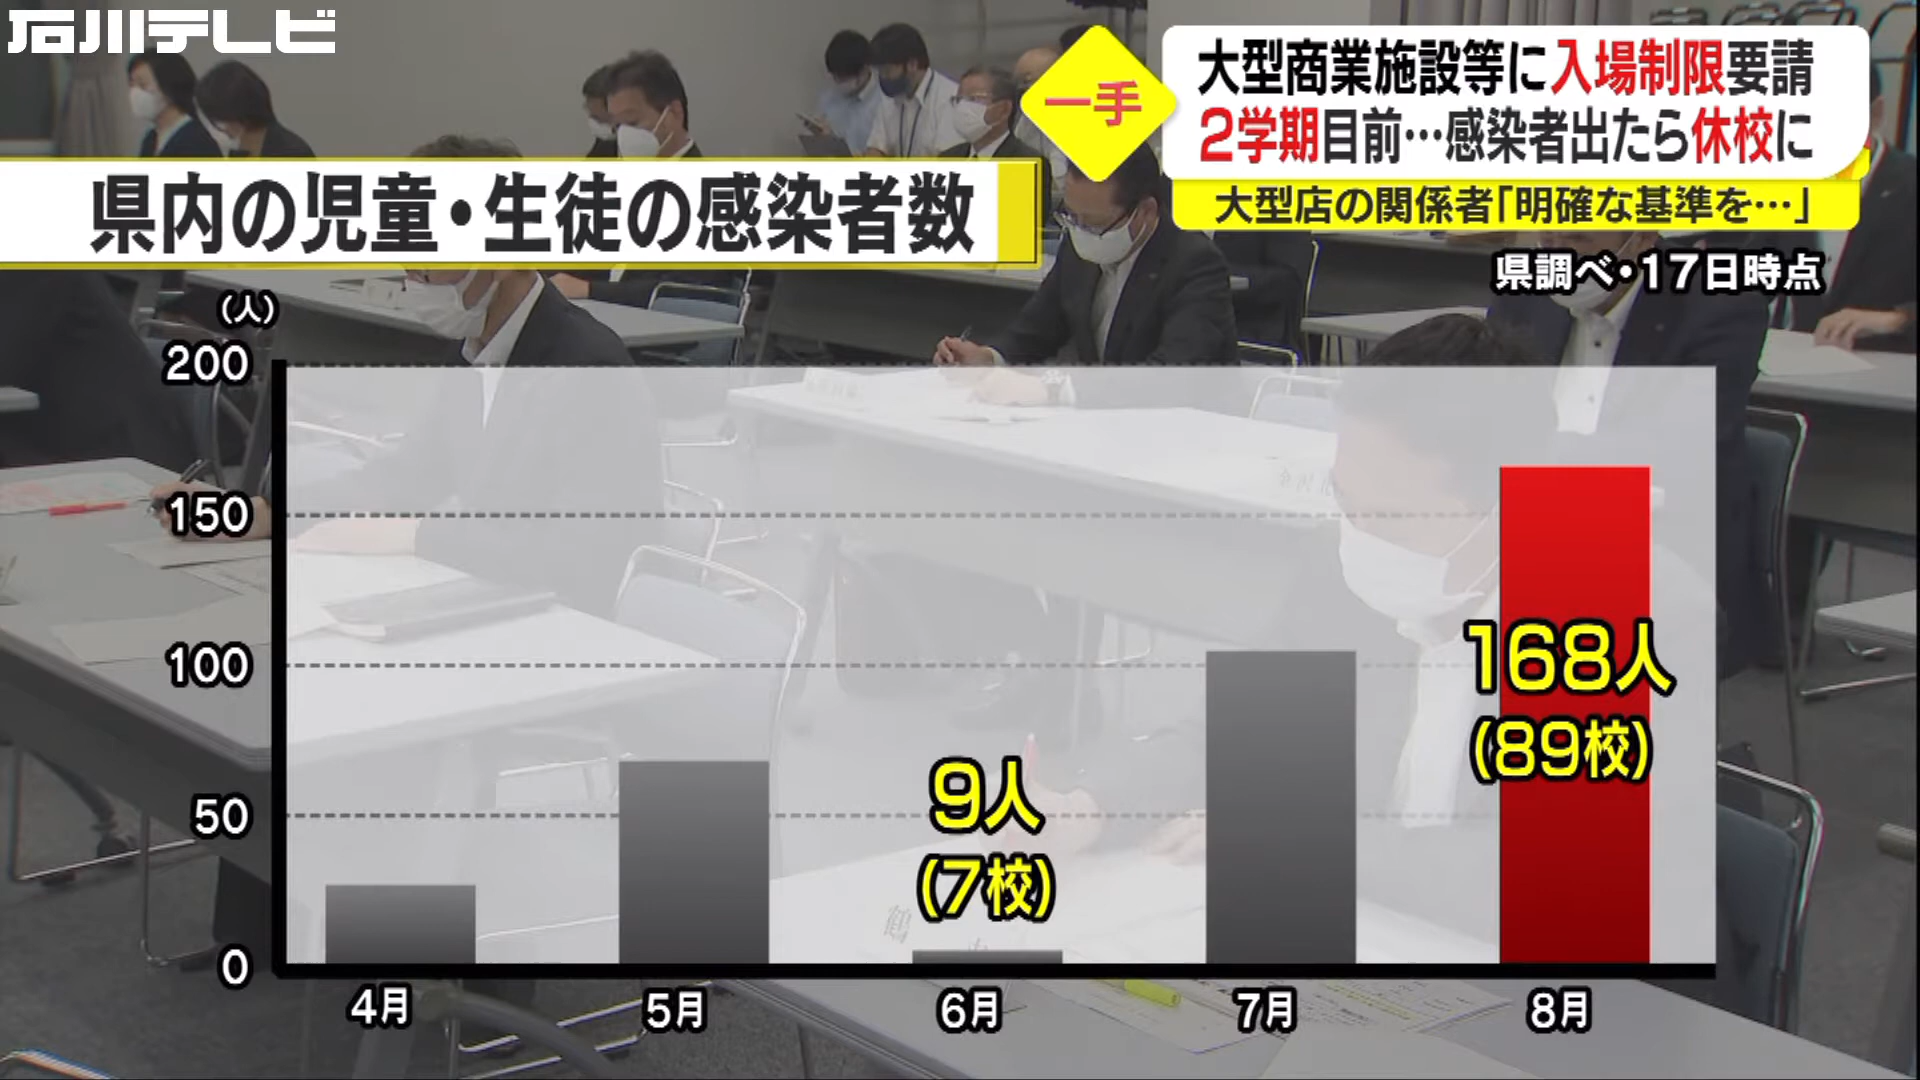 石川テレビ
一手
大型商業施設等に入場制限要請
2学期目前…感染者出たら休校に
大型店の関係者「明確な基準を…」
県内の児童・生徒の感染者数
県調べ・17日時点
(人)
200
150
100
50
0
9人
(7校)
168人
(89校)
4月
5月
6月
7月
8月